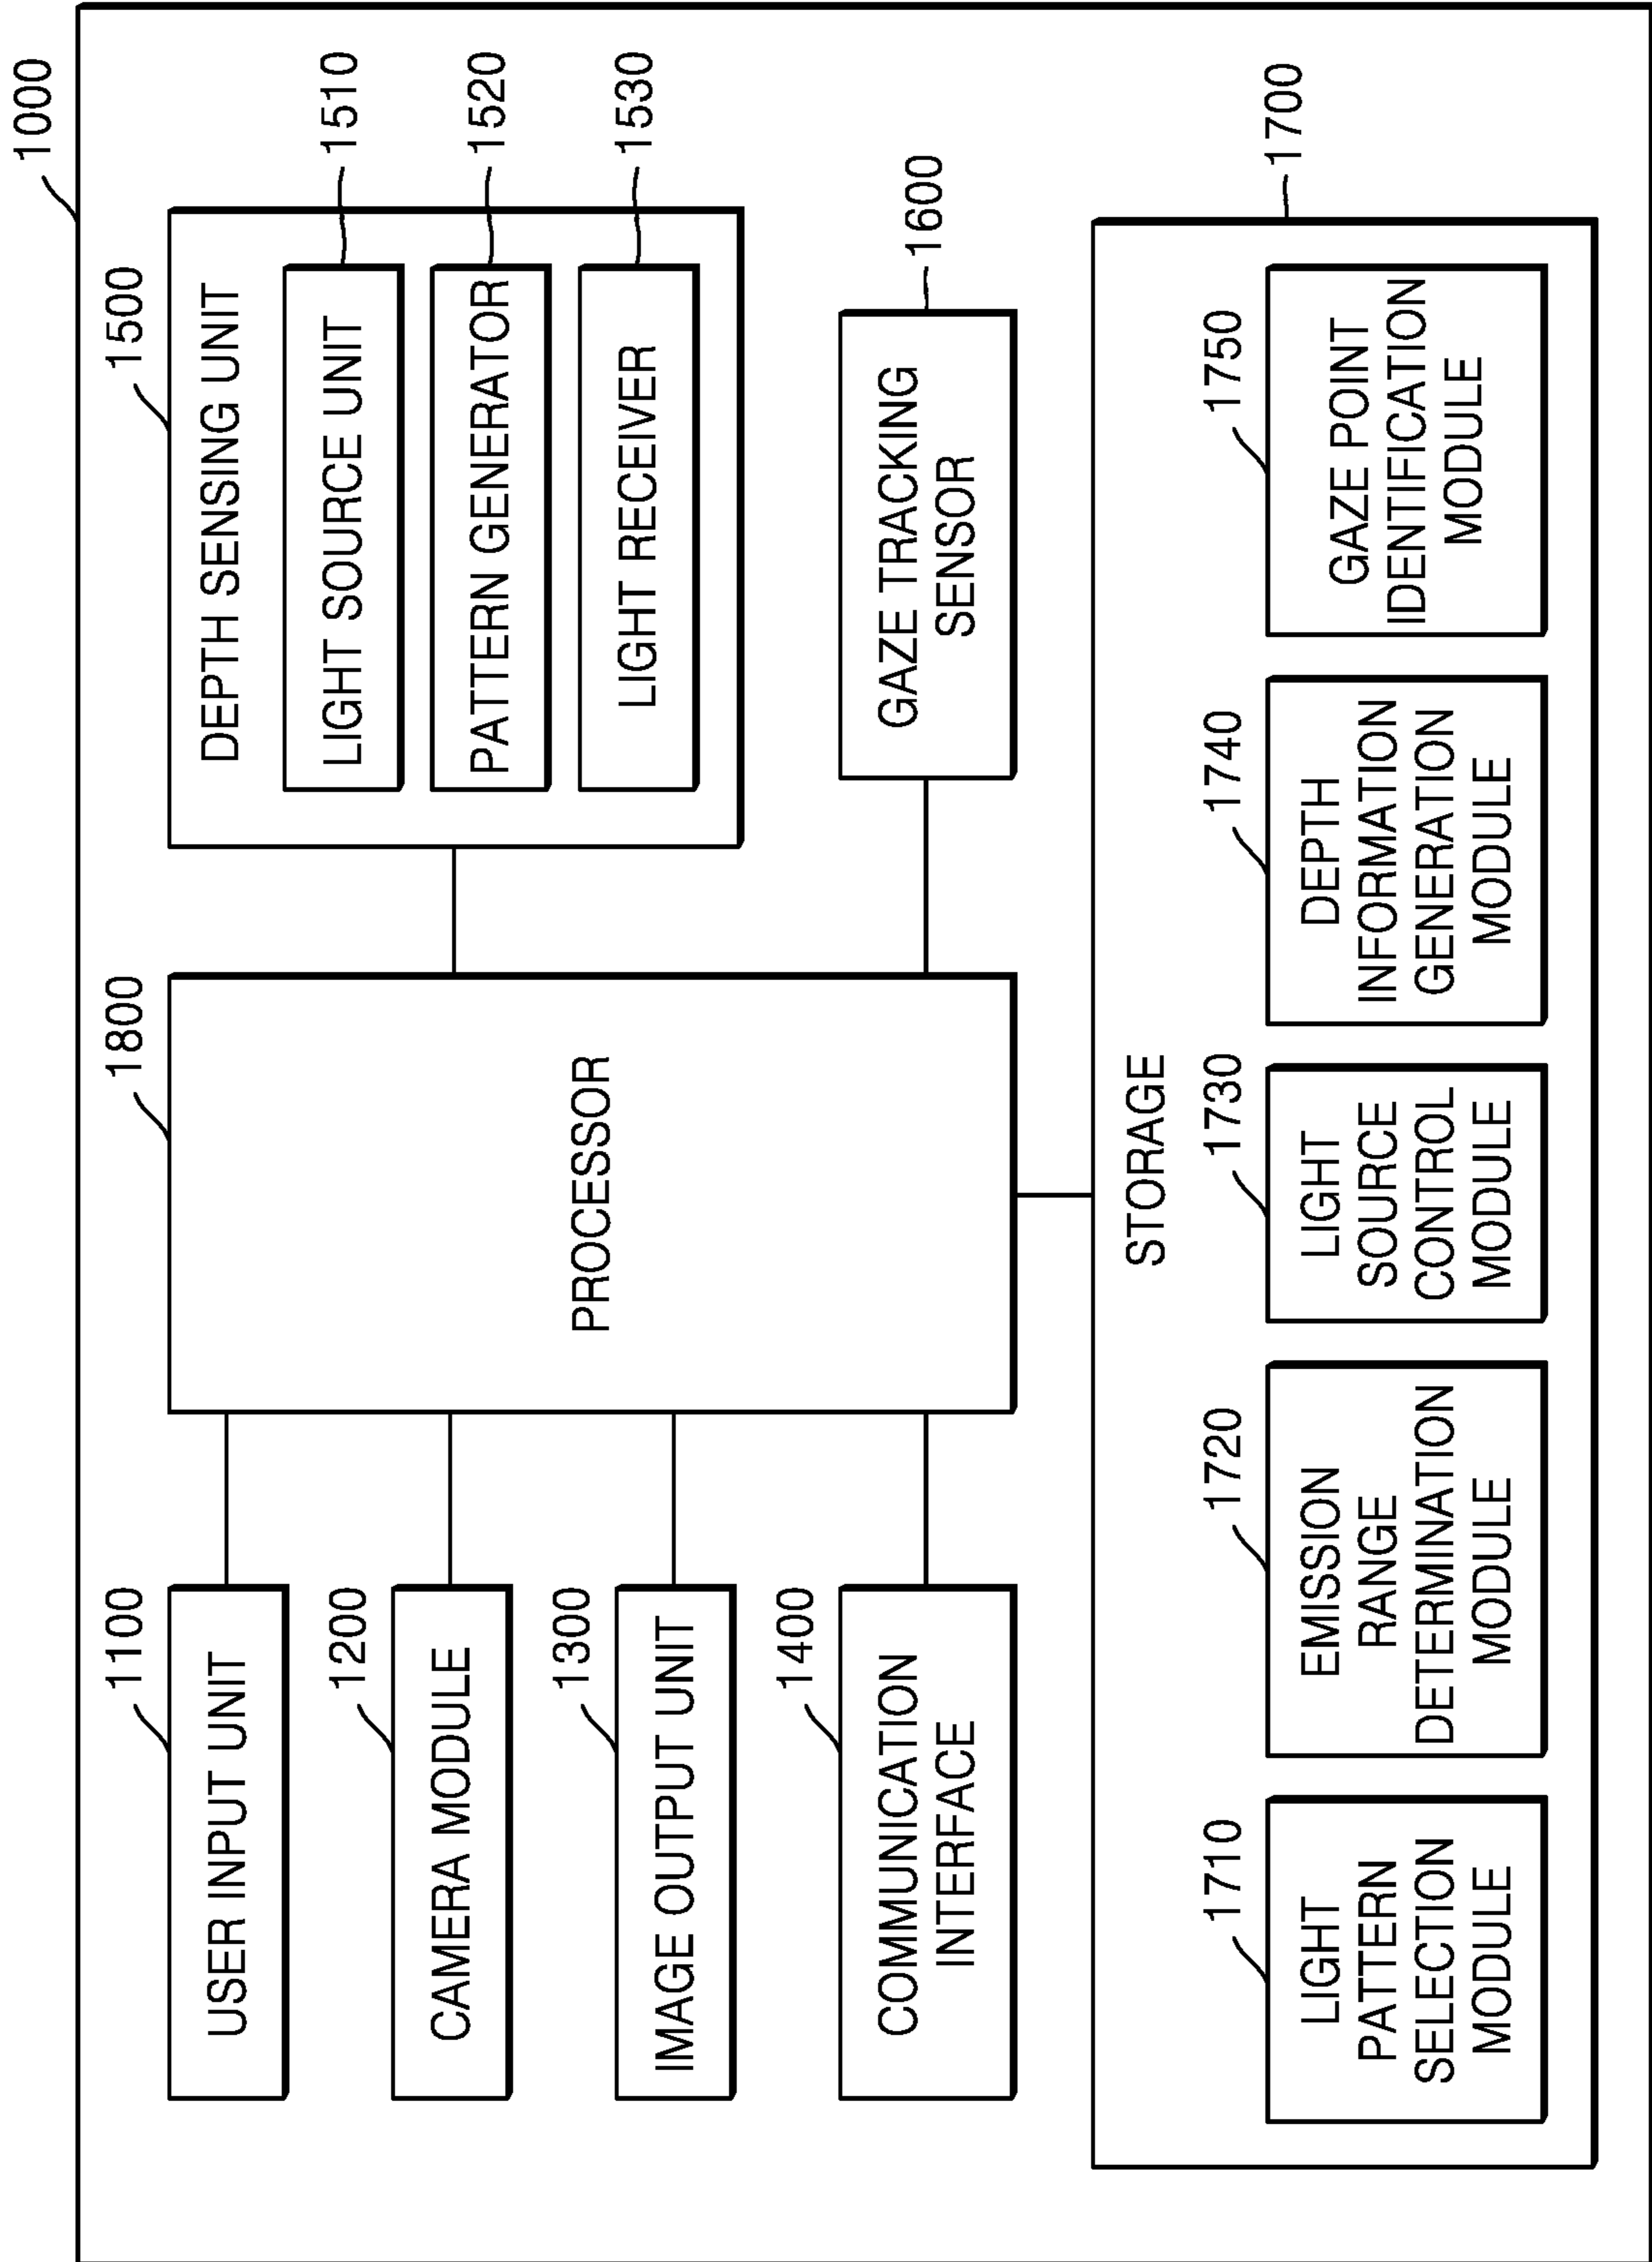 1000
1100
USER INPUT UNIT
1200
CAMERA MODULE
1300
IMAGE OUTPUT UNIT
1400
COMMUNICATION
INTERFACE
1800
PROCESSOR
1500
DEPTH SENSING UNIT
LIGHT SOURCE UNIT
1510
PATTERN GENERATOR
1520
LIGHT RECEIVER
1530
GAZE TRACKING
SENSOR
1600
STORAGE
1700
1710
LIGHT
PATTERN
SELECTION
MODULE
1720
EMISSION
RANGE
DETERMINATION
MODULE
1730
LIGHT
SOURCE
CONTROL
MODULE
1740
DEPTH
INFORMATION
GENERATION
MODULE
1750
GAZE POINT
IDENTIFICATION
MODULE